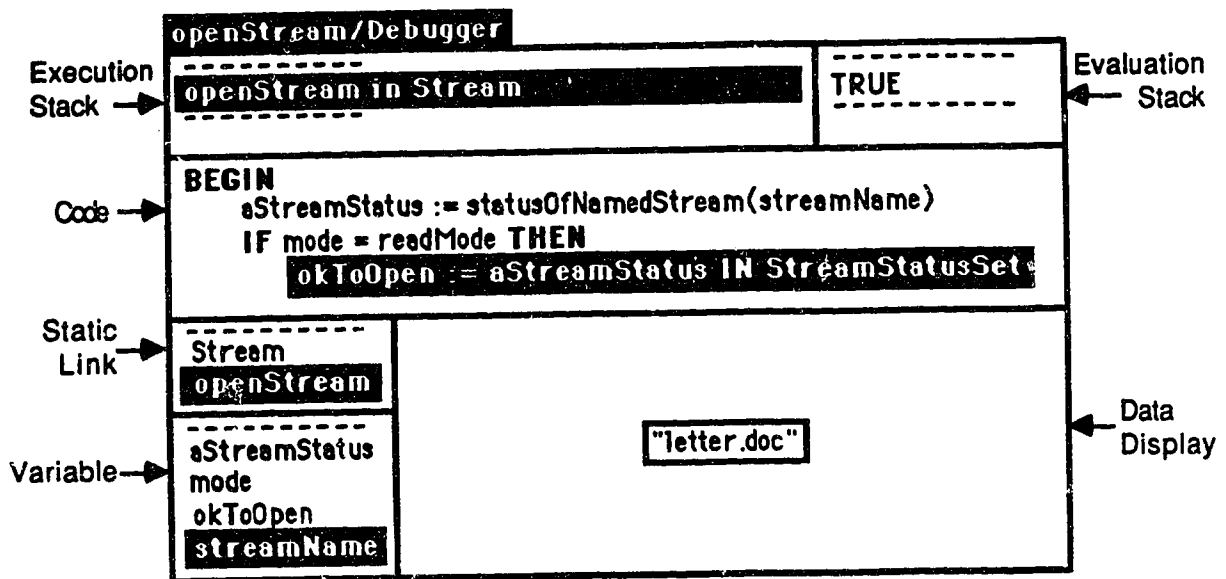 openStream/Debugger
Execution
Stack
openStream in Stream
TRUE
Evaluation
Stack
Code
BEGIN
aStreamStatus := statusOfNamedStream(streamName)
IF mode = readMode THEN
okToOpen := aStreamStatus IN StreamStatusSet
Static
Link
Stream
openStream
Variable
aStreamStatus
mode
okToOpen
streamName
"letter.doc"
Data
Display